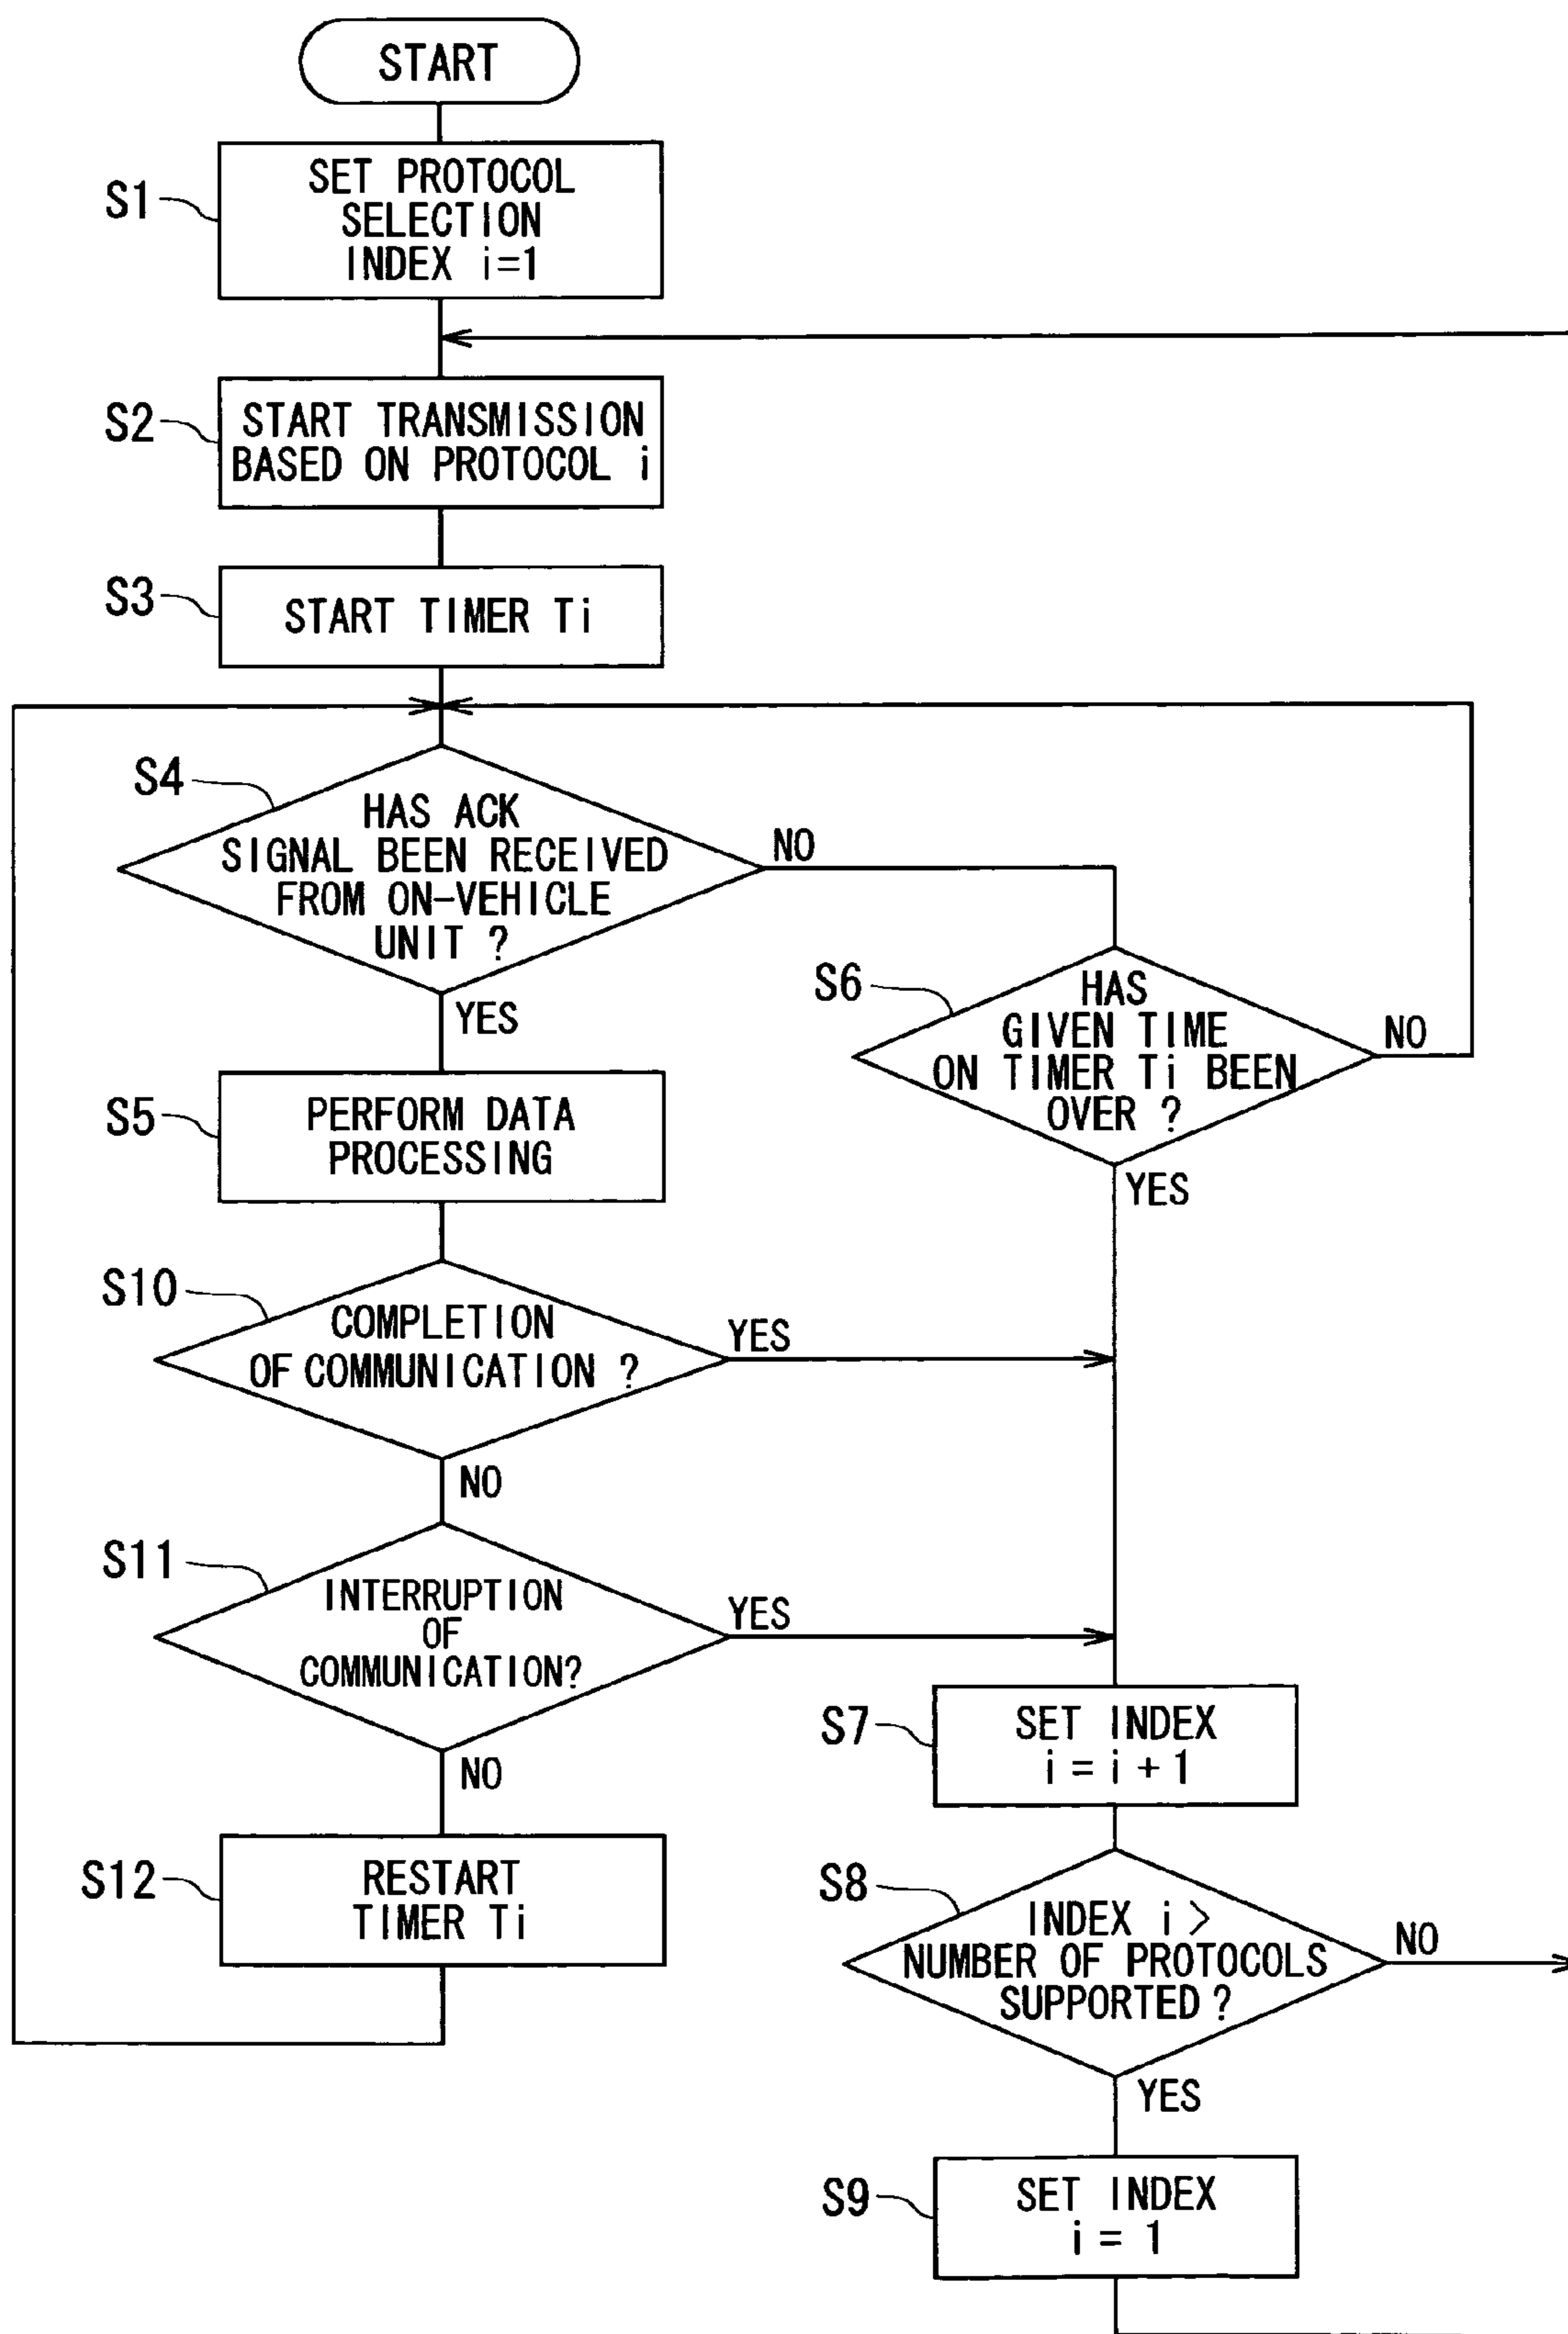 START
S1
SET PROTOCOL
SELECTION
INDEX i=1
S2
START TRANSMISSION
BASED ON PROTOCOL i
S3
START TIMER Ti
S4
HAS ACK
SIGNAL BEEN RECEIVED
FROM ON-VEHICLE
UNIT ?
NO
YES
S6
HAS
GIVEN TIME
ON TIMER Ti BEEN
OVER ?
NO
YES
S5
PERFORM DATA
PROCESSING
S10
COMPLETION
OF COMMUNICATION ?
YES
NO
S11
INTERRUPTION
OF
COMMUNICATION?
YES
NO
S7
SET INDEX
i = i + 1
S12
RESTART
TIMER Ti
S8
INDEX i >
NUMBER OF PROTOCOLS
SUPPORTED ?
NO
YES
S9
SET INDEX
i = 1